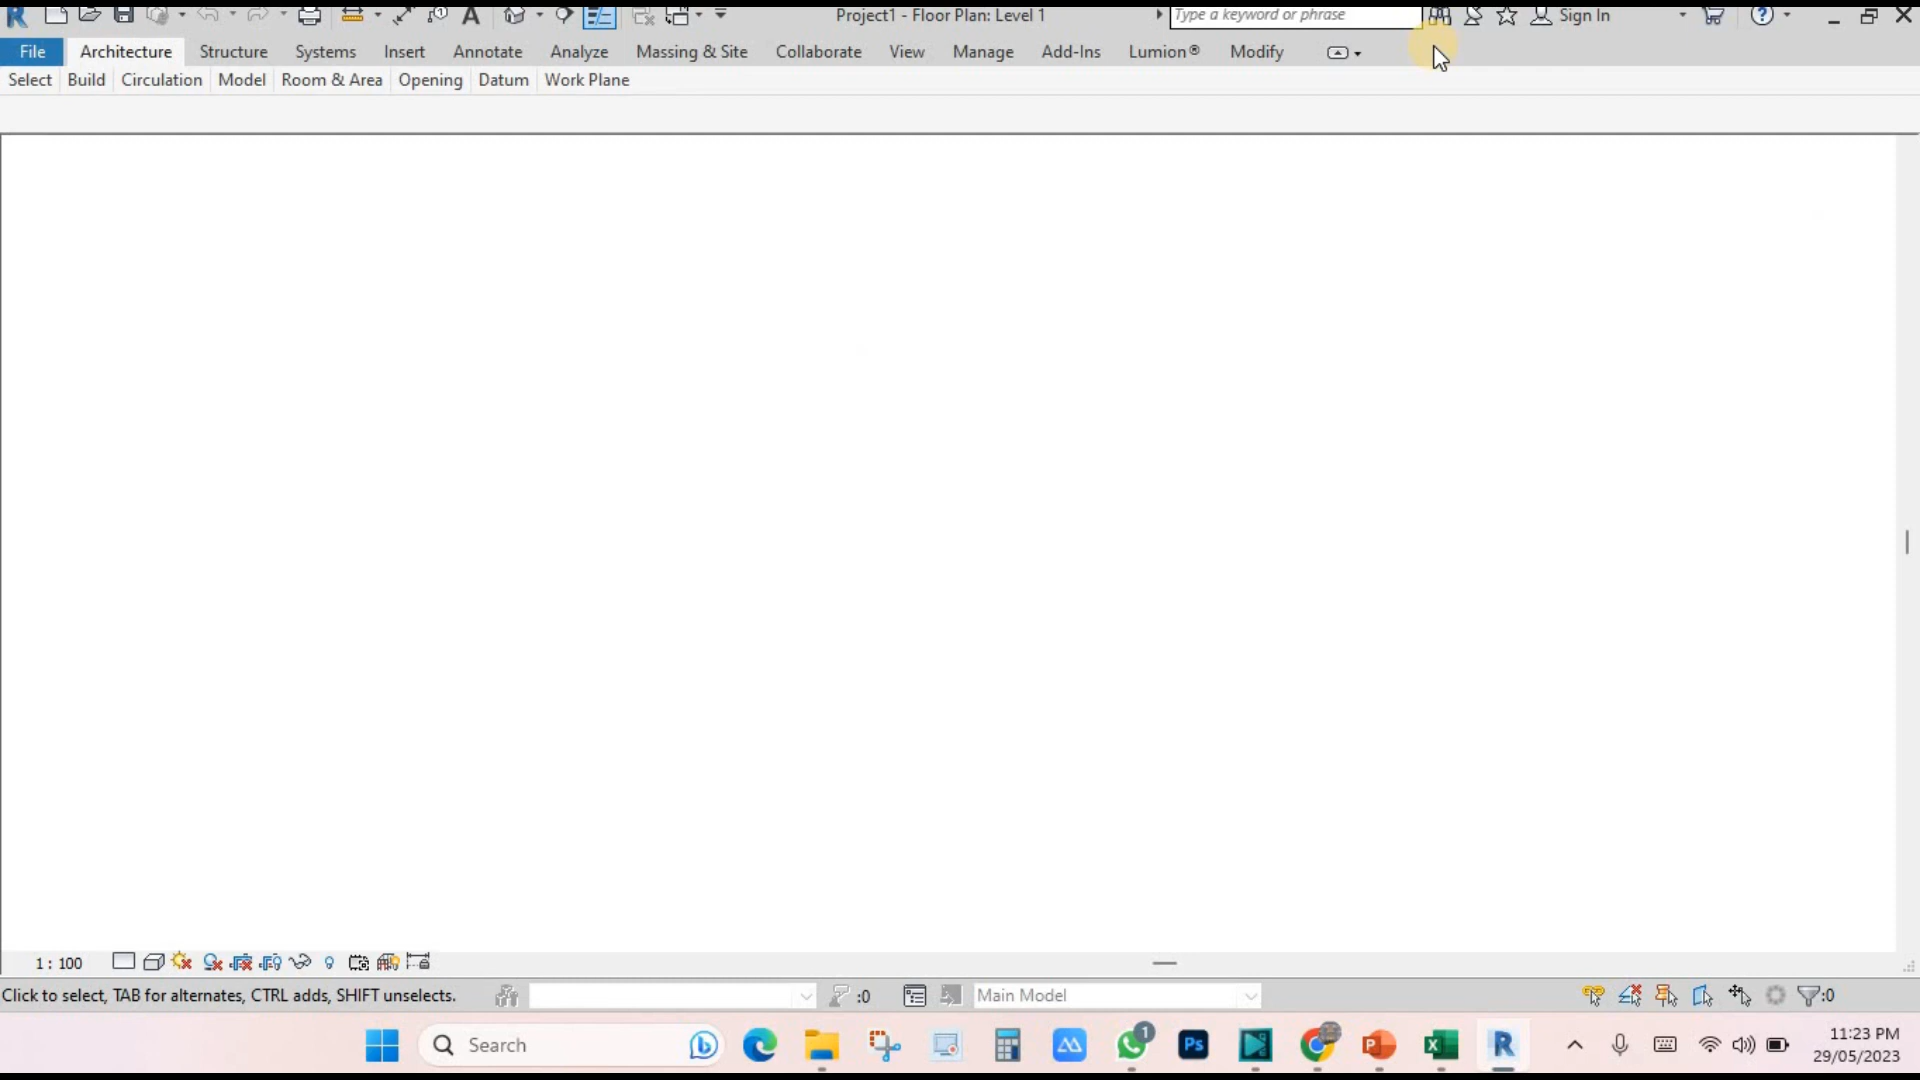 Project1 - Floor Plan: Level 1
Type a keyword or phrase
Sign In
File Architecture Structure Systems Insert Annotate Analyze Massing & Site Collaborate View Manage Add-Ins Lumion® Modify
Select Build Circulation Model Room & Area Opening Datum Work Plane
1 : 100
Click to select, TAB for alternates, CTRL adds, SHIFT unselects. :0 Main Model :0
Search
1
Ps
11:23 PM
29/05/2023